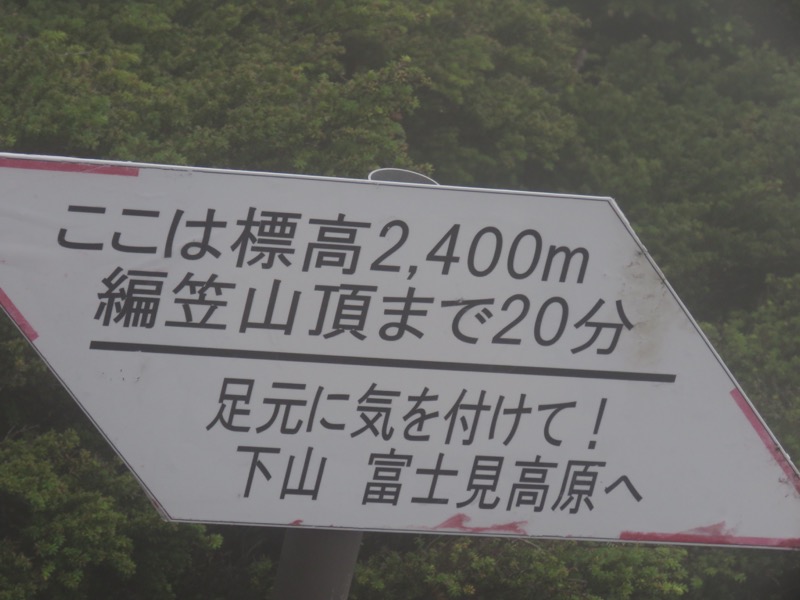 ここは標高2,400m
編笠山頂まで20分
足元に気を付けて!
下山　富士見高原へ